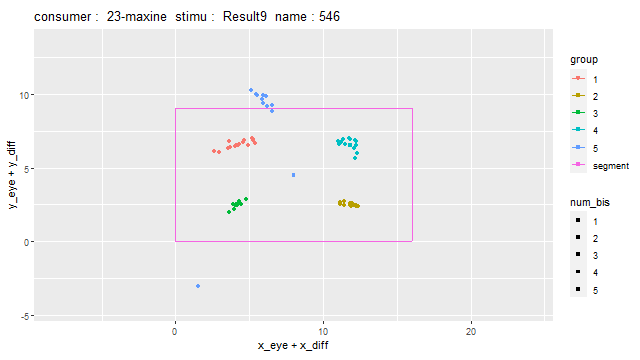 consumer :  23-maxine  stimu :  Result9  name : 546
y_eye + y_diff
10
5
0
-5
0
10
20
x_eye + x_diff
group
1
2
3
4
5
segment
num_bis
1
2
3
4
5